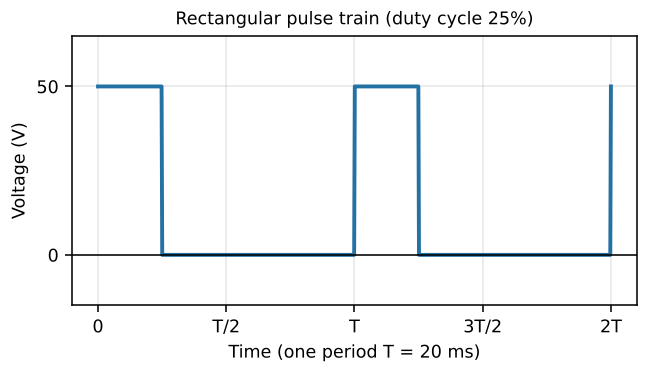 Rectangular pulse train (duty cycle 25%)
Voltage (V)
50
0
0 T/2 T 3T/2 2T
Time (one period T = 20 ms)